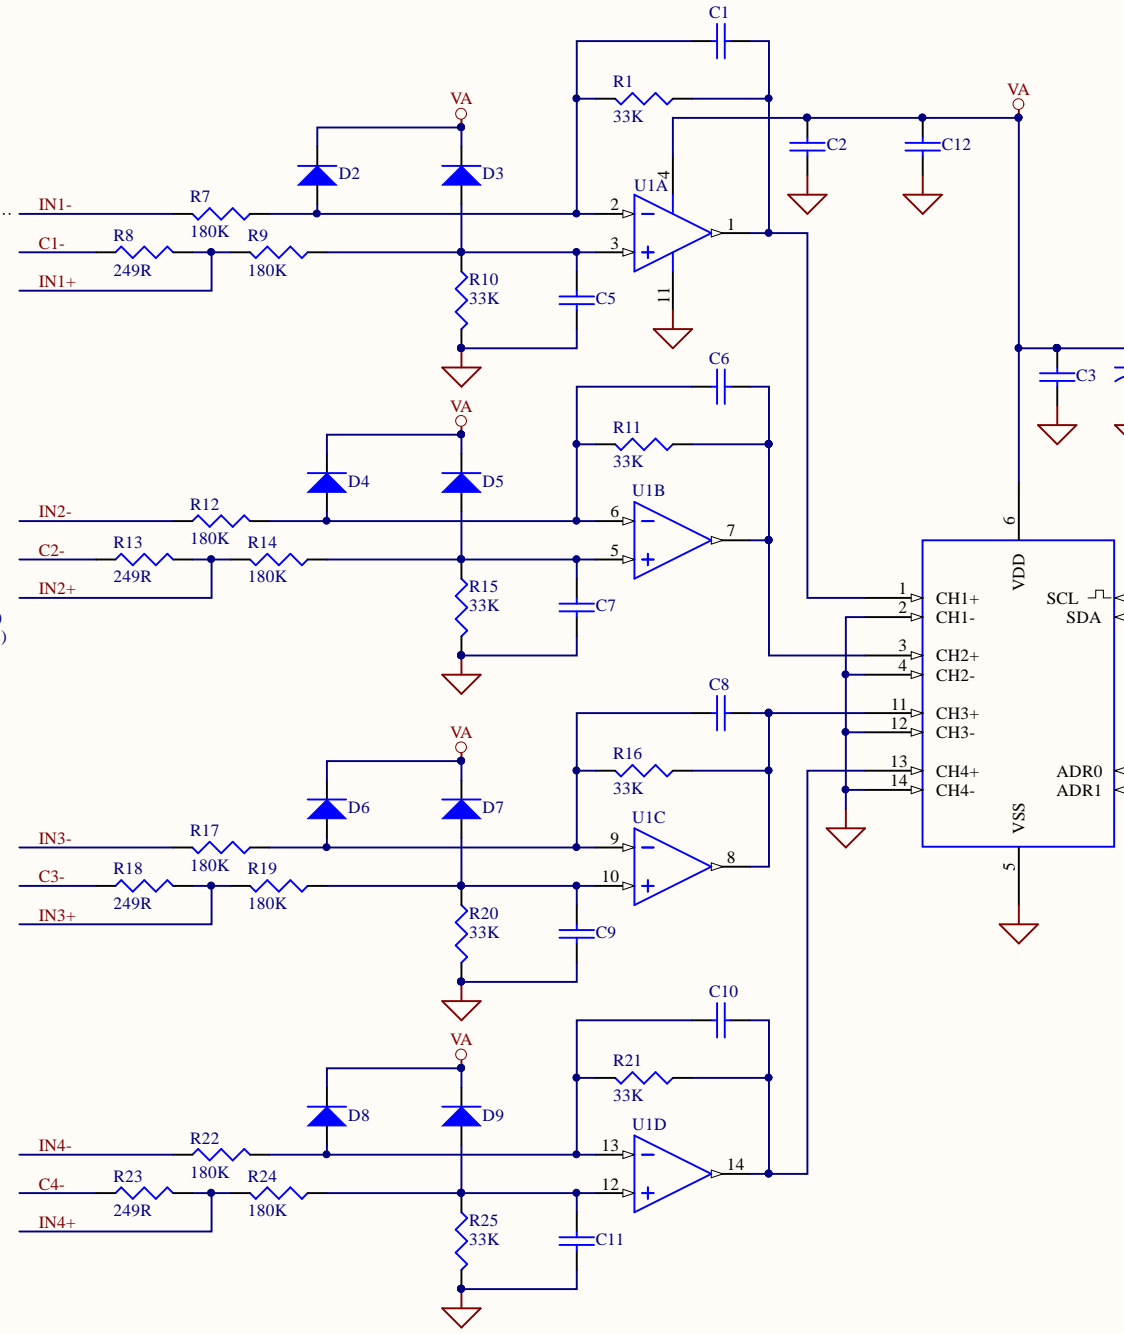 C1
R1
33K
VA
VA
D2
D3
C2
C12
4
U1A
IN1-
R7
180K
2
1
C1-
R8
249R
R9
180K
3
IN1+
R10
33K
C5
11
C6
C3
VA
R11
33K
D4
D5
U1B
IN2-
R12
180K
6
7
6
C2-
R13
249R
R14
180K
5
IN2+
R15
33K
C7
)
)
VDD
1 CH1+ SCL
2 CH1- SDA
3 CH2+
4 CH2-
C8
11 CH3+
12 CH3-
VA
R16
33K
13 CH4+ ADR0
14 CH4- ADR1
D6
D7
U1C
VSS
IN3-
R17
180K
9
8
5
C3-
R18
249R
R19
180K
10
IN3+
R20
33K
C9
C10
VA
R21
33K
D8
D9
U1D
IN4-
R22
180K
13
14
C4-
R23
249R
R24
180K
12
IN4+
R25
33K
C11